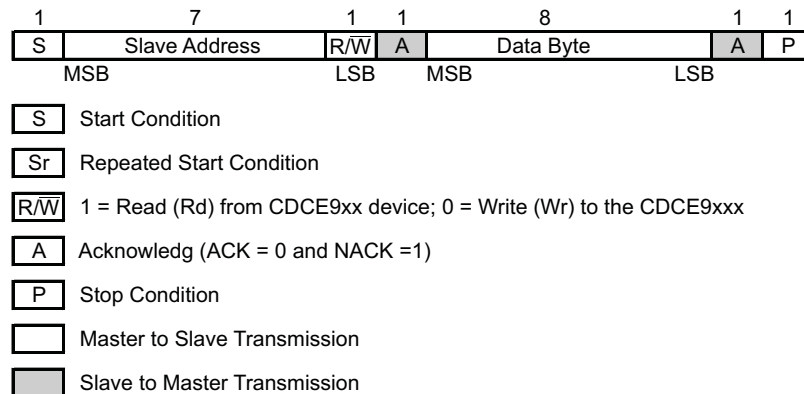 1 7 1 1 8 1 1
S Slave Address R/W̅ A Data Byte A P
MSB LSB MSB LSB
S Start Condition
Sr Repeated Start Condition
R/W̅ 1 = Read (Rd) from CDCE9xx device; 0 = Write (Wr) to the CDCE9xxx
A Acknowledg (ACK = 0 and NACK =1)
P Stop Condition
Master to Slave Transmission
Slave to Master Transmission